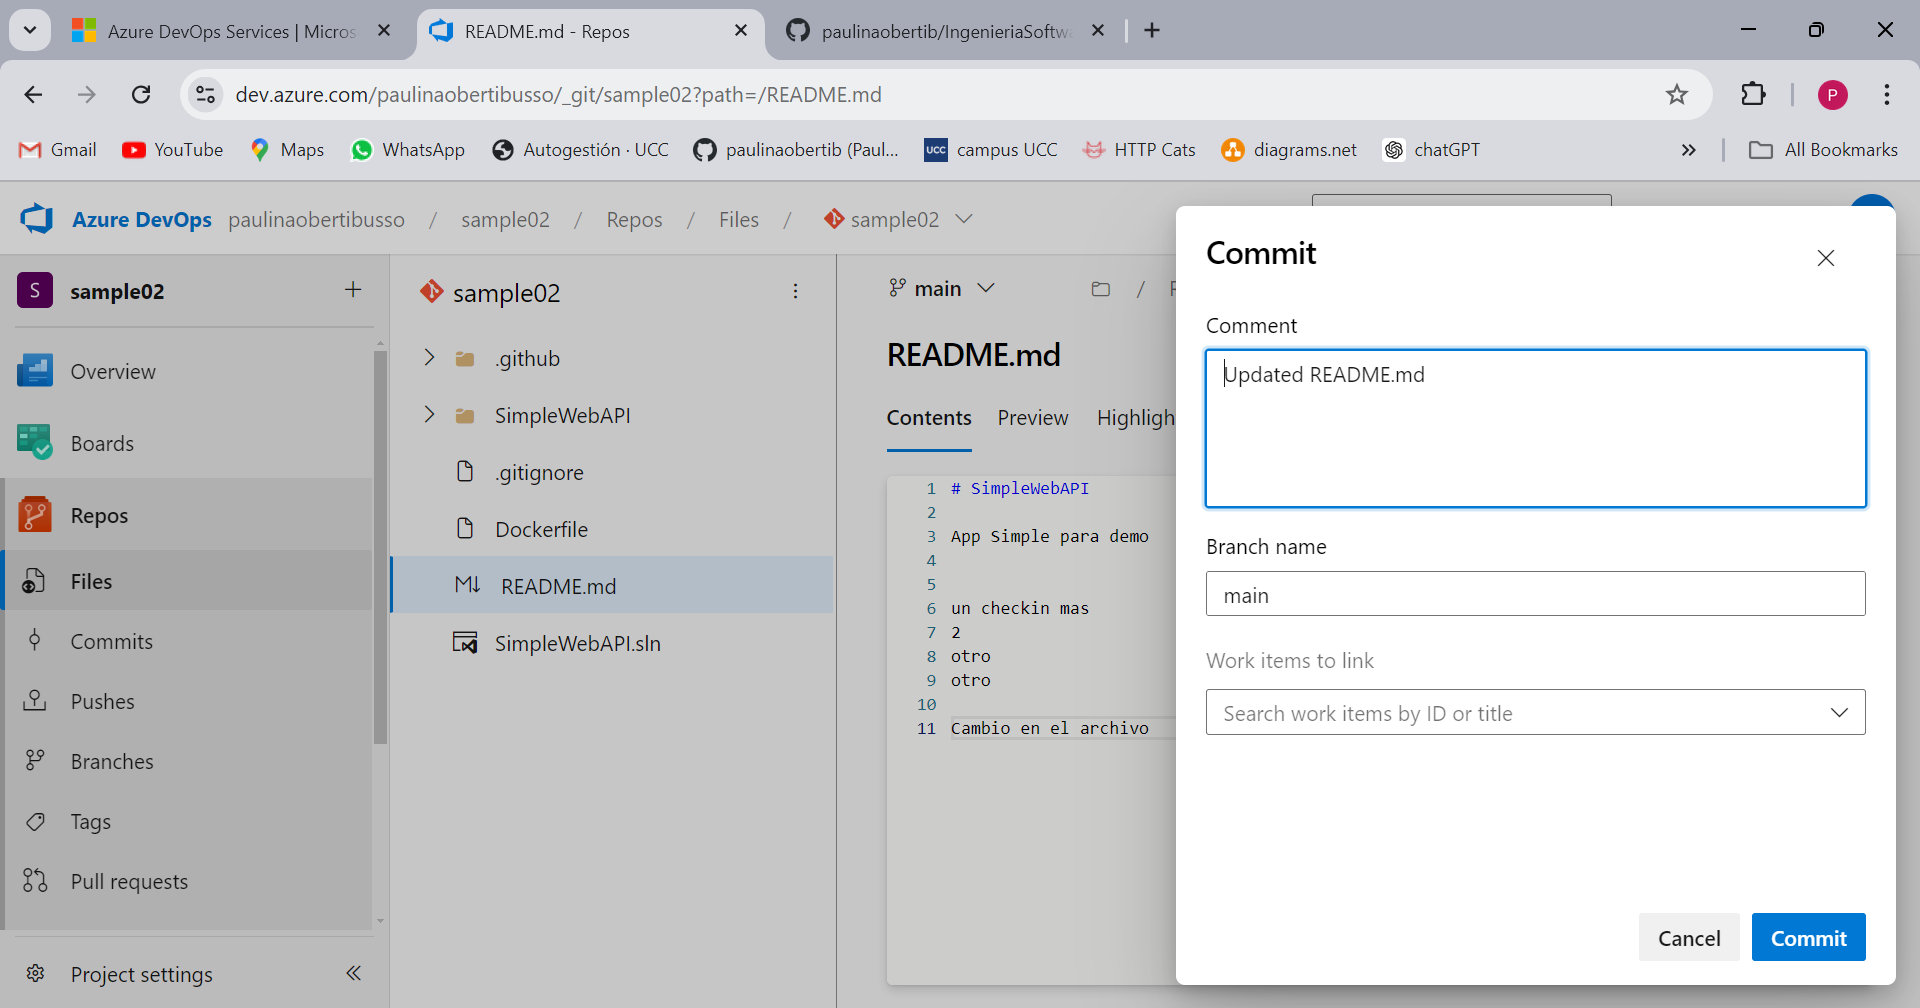 Azure DevOps Services | Micros
README.md - Repos
paulinaobertib/IngenieriaSoftw
dev.azure.com/paulinaobertibusso/_git/sample02?path=/README.md
P
Gmail
YouTube
Maps
WhatsApp
Autogestión · UCC
paulinaobertib (Paul...
UCC
campus UCC
HTTP Cats
diagrams.net
chatGPT
All Bookmarks
Azure DevOps
paulinaobertibusso / sample02 / Repos / Files / sample02
S
sample02
Overview
Boards
Repos
Files
Commits
Pushes
Branches
Tags
Pull requests
Project settings
sample02
.github
SimpleWebAPI
.gitignore
Dockerfile
README.md
SimpleWebAPI.sln
main
/
README.md
Contents Preview Highligh
1 # SimpleWebAPI
2
3 App Simple para demo
4
5
6 un checkin mas
7 2
8 otro
9 otro
10
11 Cambio en el archivo
Commit
Comment
Updated README.md
Branch name
main
Work items to link
Search work items by ID or title
Cancel
Commit